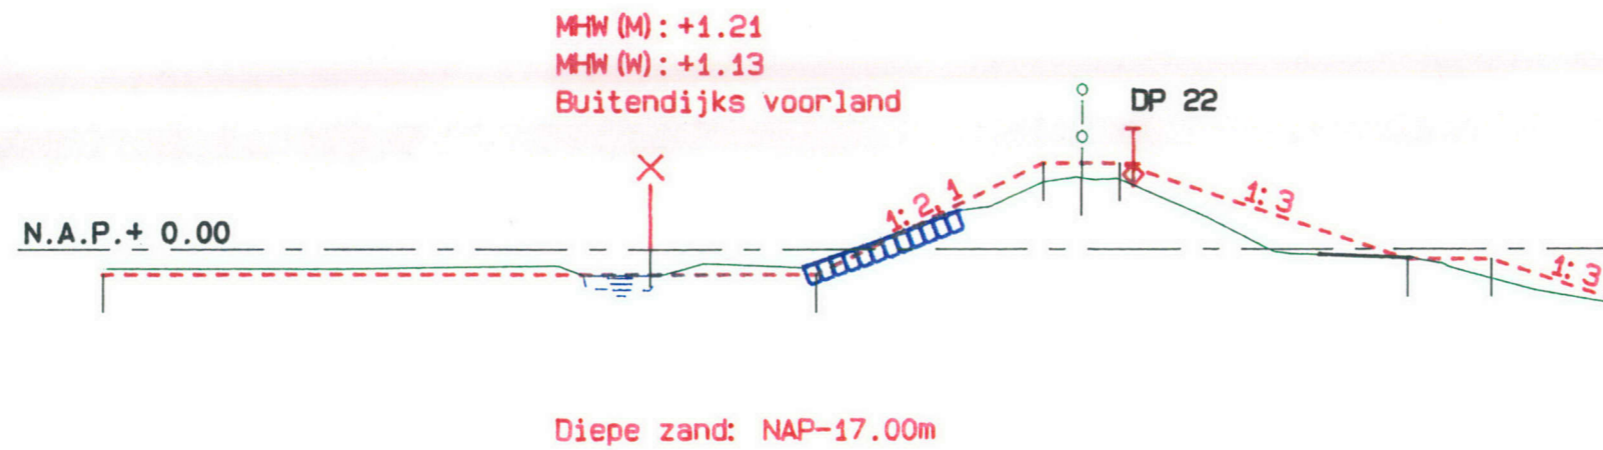 MHW(M): +1.21
MHW(W): +1.13
Buitendijks voorland
DP 22
1: 2,1
1: 3
N.A.P.+ 0.00
1: 3
Diepe zand: NAP-17.00m